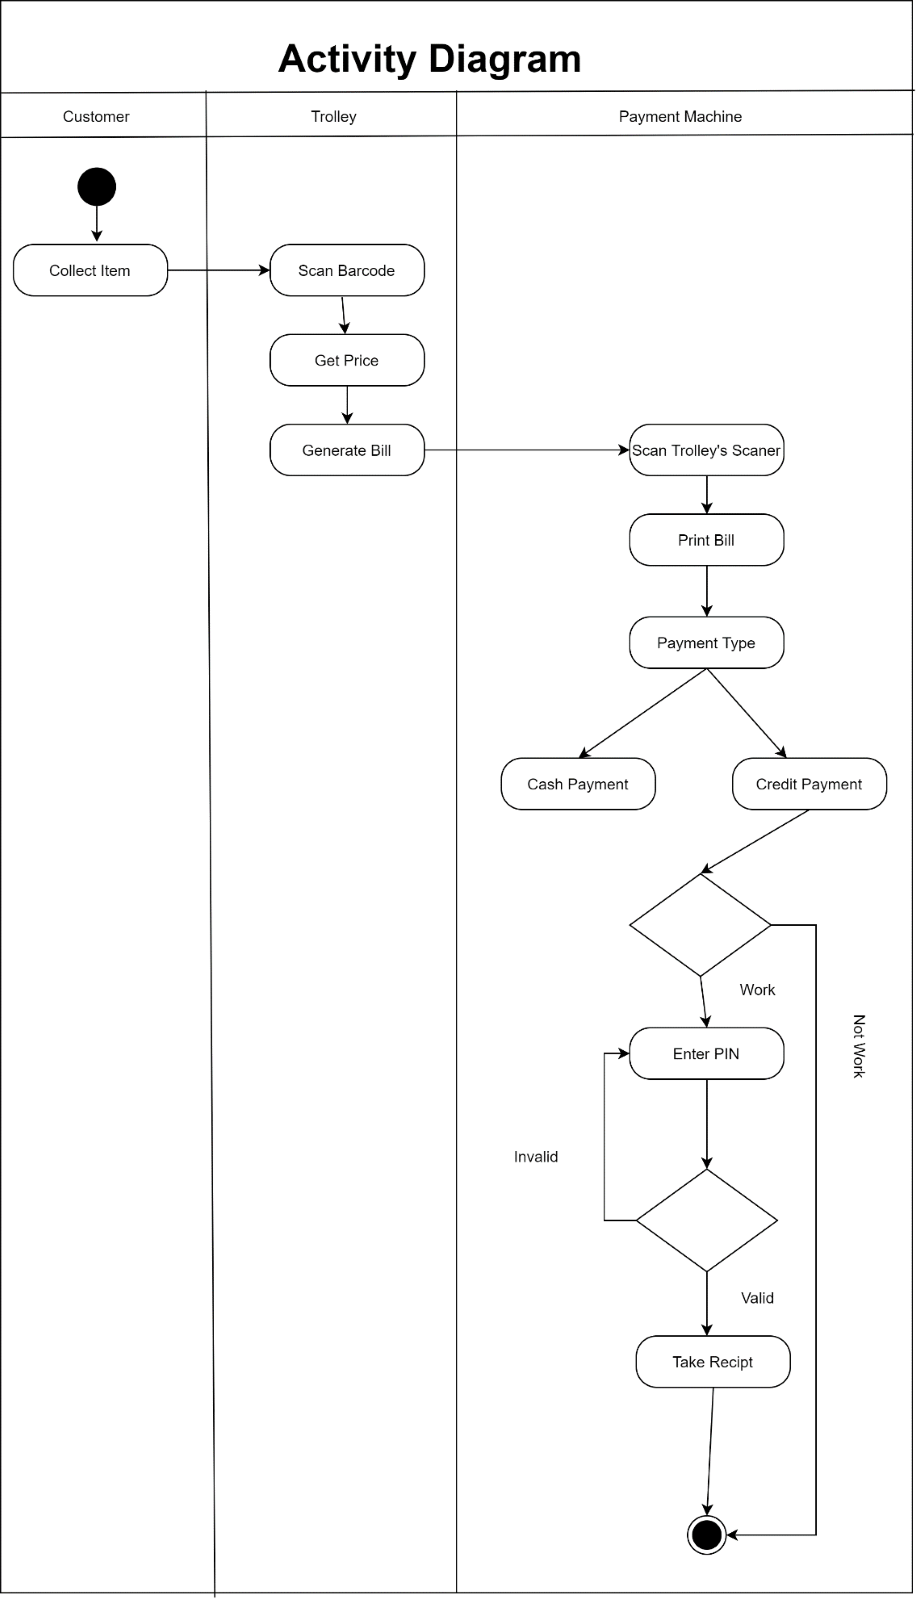 Activity Diagram
Customer
Trolley
Payment Machine
Collect Item
Scan Barcode
Get Price
Generate Bill
Scan Trolley's Scaner
Print Bill
Payment Type
Cash Payment
Credit Payment
Work
Not Work
Enter PIN
Invalid
Valid
Take Recipt